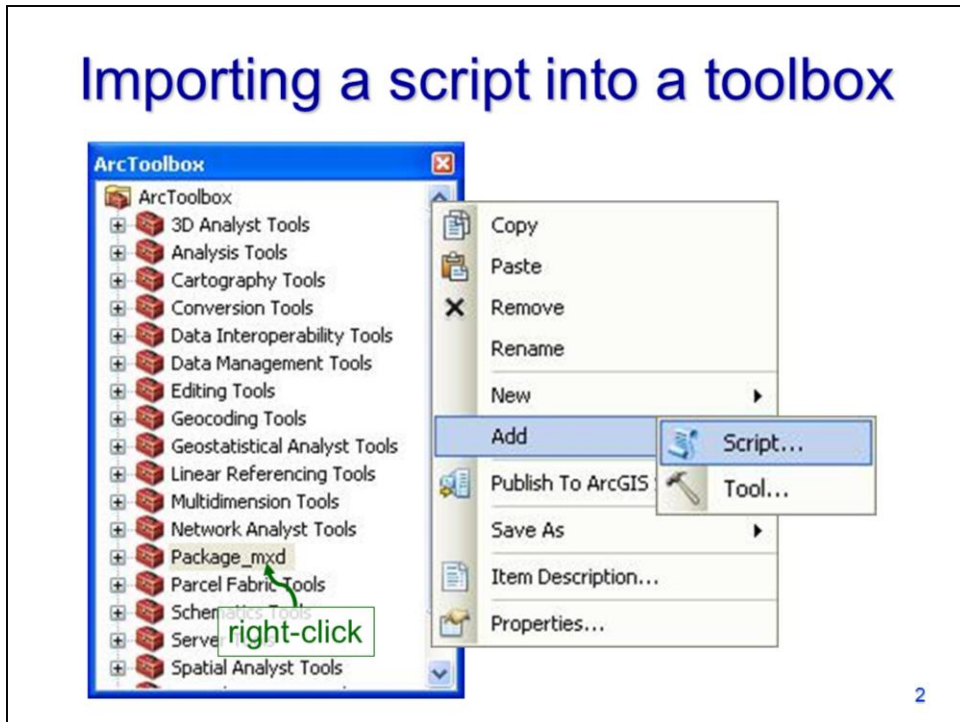 Importing a script into a toolbox
ArcToolbox
ArcToolbox
3D Analyst Tools
Analysis Tools
Cartography Tools
Conversion Tools
Data Interoperability Tools
Data Management Tools
Editing Tools
Geocoding Tools
Geostatistical Analyst Tools
Linear Referencing Tools
Multidimension Tools
Network Analyst Tools
Package_mxd
Parcel Fabric Tools
Schematics Tools
Server
Spatial Analyst Tools
right-click
Copy
Paste
Remove
Rename
New
Add
Publish To ArcGIS
Save As
Item Description...
Properties...
Script...
Tool...
2